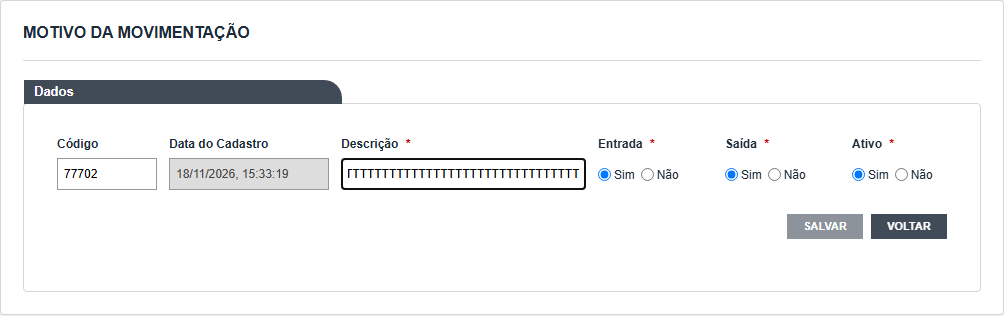 MOTIVO DA MOVIMENTAÇÃO
Dados
Código Data do Cadastro Descrição * Entrada * Saída * Ativo *
77702 18/11/2026, 15:33:19 TTTTTTTTTTTTTTTTTTTTTTTTTTTTTTTTT Sim Não Sim Não Sim Não
SALVAR VOLTAR